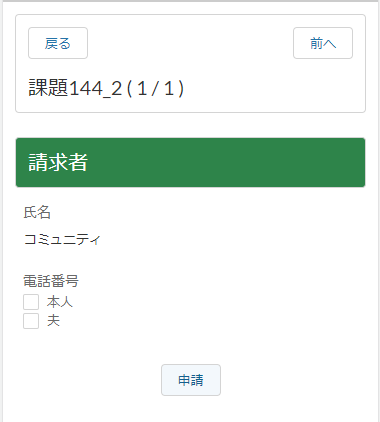 戻る
前へ
課題144_2 ( 1 / 1 )
請求者
氏名
コミュニティ
電話番号
本人
夫
申請